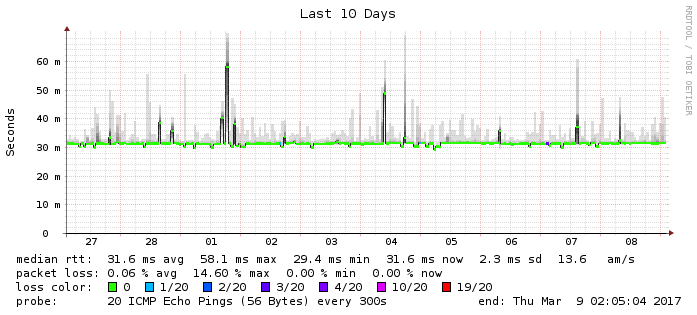 Last 10 Days
RRDTOOL / TOBI OETIKER
Seconds
60 m
50 m
40 m
30 m
20 m
10 m
0
27 28 01 02 03 04 05 06 07 08
median rtt: 31.6 ms avg 58.1 ms max 29.4 ms min 31.6 ms now 2.3 ms sd 13.6 am/s
packet loss: 0.06 % avg 14.60 % max 0.00 % min 0.00 % now
loss color: 0 1/20 2/20 3/20 4/20 10/20 19/20
probe: 20 ICMP Echo Pings (56 Bytes) every 300s end: Thu Mar 9 02:05:04 2017